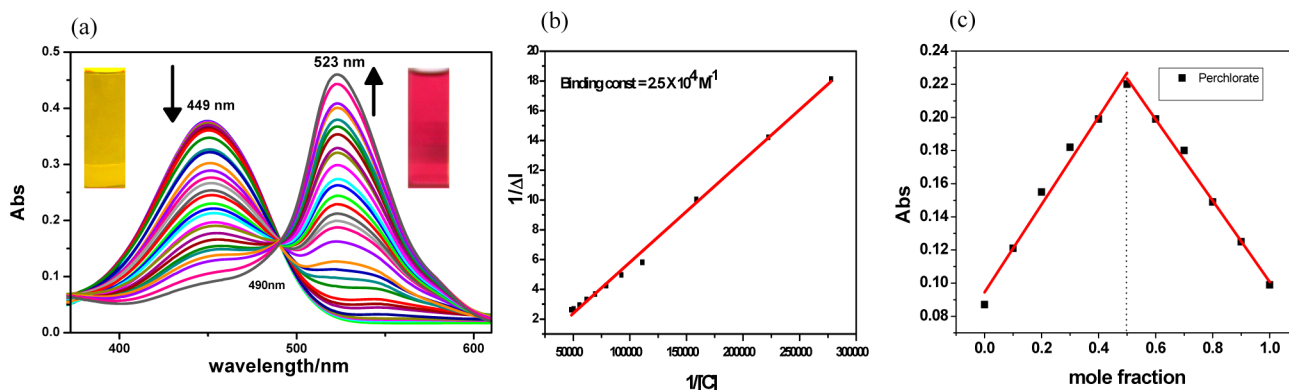 (a)
0.5
0.4
0.3
0.2
0.1
0.0
Abs
449 nm
523 nm
490nm
400
500
600
wavelength/nm
(b)
20
18
16
14
12
10
8
6
4
2
0
1/ΔI
Binding const = 2.5 X 10⁴ M⁻¹
50000
100000
150000
200000
250000
300000
1/[C]
(c)
0.24
0.22
0.20
0.18
0.16
0.14
0.12
0.10
0.08
Abs
Perchlorate
0.0
0.2
0.4
0.6
0.8
1.0
mole fraction